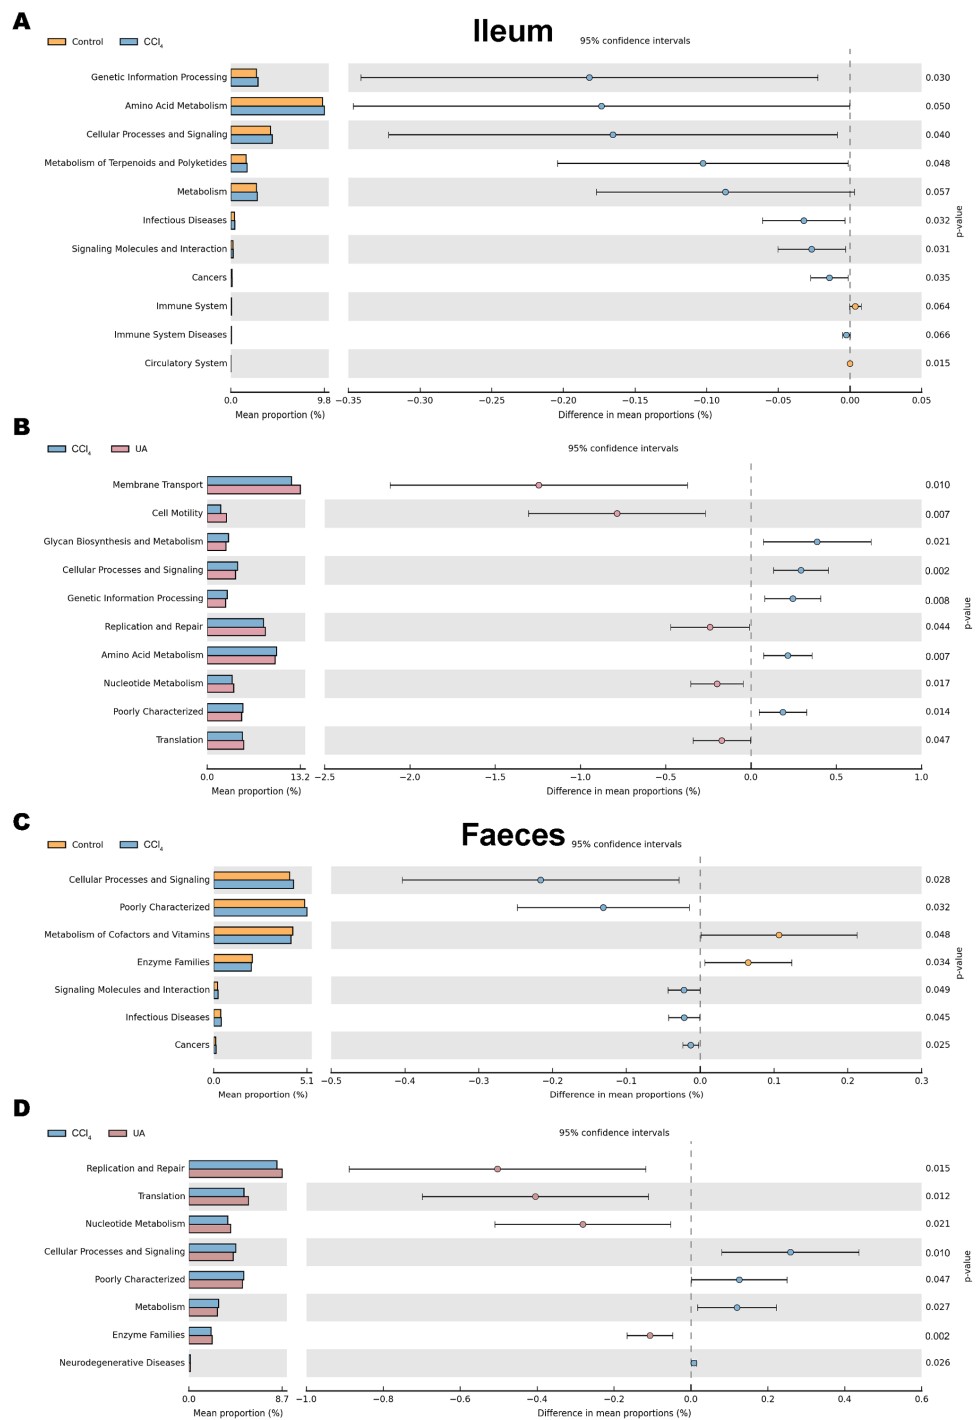 A
Ileum
Control
CCl4
95% confidence intervals
Genetic Information Processing
0.030
Amino Acid Metabolism
0.050
Cellular Processes and Signaling
0.040
Metabolism of Terpenoids and Polyketides
0.048
Metabolism
0.057
Infectious Diseases
0.032
Signaling Molecules and Interaction
0.031
Cancers
0.035
Immune System
0.064
Immune System Diseases
0.066
Circulatory System
0.015
p-value
0.0 9.8
−0.35 −0.30 −0.25 −0.20 −0.15 −0.10 −0.05 0.00 0.05
Mean proportion (%)
Difference in mean proportions (%)
B
CCl4
UA
95% confidence intervals
Membrane Transport
0.010
Cell Motility
0.007
Glycan Biosynthesis and Metabolism
0.021
Cellular Processes and Signaling
0.002
Genetic Information Processing
0.008
Replication and Repair
0.044
Amino Acid Metabolism
0.007
Nucleotide Metabolism
0.017
Poorly Characterized
0.014
Translation
0.047
p-value
0.0 13.2
−2.5 −2.0 −1.5 −1.0 −0.5 0.0 0.5 1.0
Mean proportion (%)
Difference in mean proportions (%)
C
Faeces
Control
CCl4
95% confidence intervals
Cellular Processes and Signaling
0.028
Poorly Characterized
0.032
Metabolism of Cofactors and Vitamins
0.048
Enzyme Families
0.034
Signaling Molecules and Interaction
0.049
Infectious Diseases
0.045
Cancers
0.025
p-value
0.0 5.1
−0.5 −0.4 −0.3 −0.2 −0.1 0.0 0.1 0.2 0.3
Mean proportion (%)
Difference in mean proportions (%)
D
CCl4
UA
95% confidence intervals
Replication and Repair
0.015
Translation
0.012
Nucleotide Metabolism
0.021
Cellular Processes and Signaling
0.010
Poorly Characterized
0.047
Metabolism
0.027
Enzyme Families
0.002
Neurodegenerative Diseases
0.026
p-value
0.0 8.7
−1.0 −0.8 −0.6 −0.4 −0.2 0.0 0.2 0.4 0.6
Mean proportion (%)
Difference in mean proportions (%)